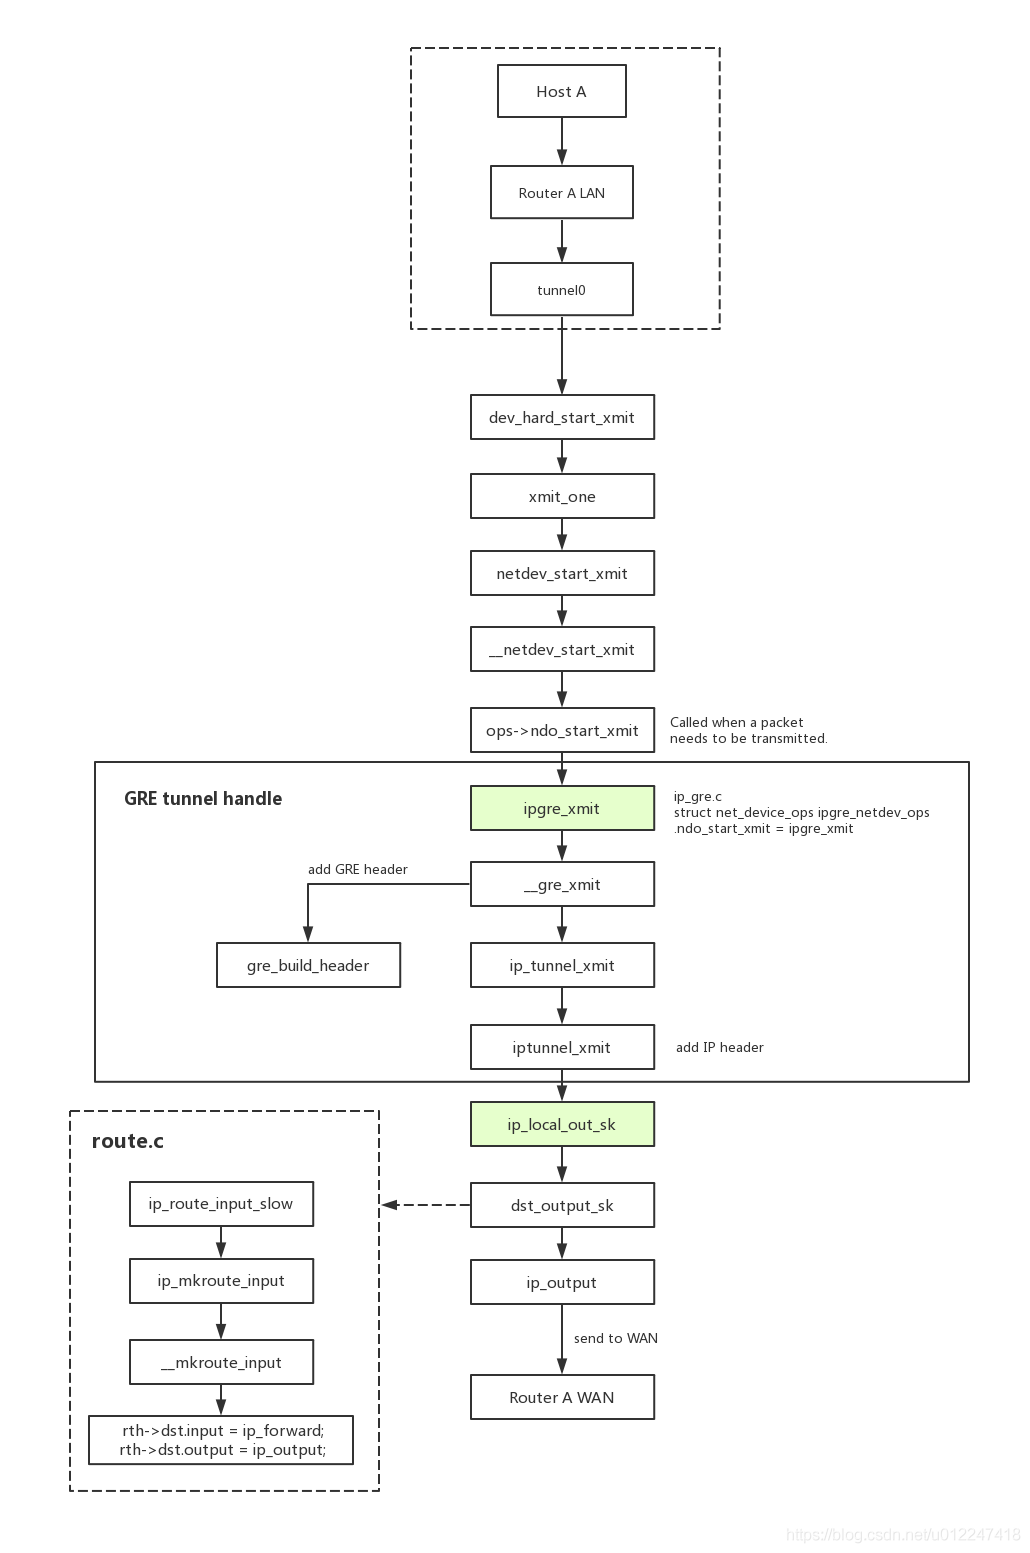 Host A
Router A LAN
tunnel0
dev_hard_start_xmit
xmit_one
netdev_start_xmit
__netdev_start_xmit
ops->ndo_start_xmit
Called when a packet
needs to be transmitted.
GRE tunnel handle
ipgre_xmit
ip_gre.c
struct net_device_ops ipgre_netdev_ops
.ndo_start_xmit = ipgre_xmit
add GRE header
__gre_xmit
gre_build_header
ip_tunnel_xmit
iptunnel_xmit
add IP header
ip_local_out_sk
route.c
ip_route_input_slow
dst_output_sk
ip_mkroute_input
ip_output
send to WAN
__mkroute_input
Router A WAN
rth->dst.input = ip_forward;
rth->dst.output = ip_output;
https://blog.csdn.net/u012247418